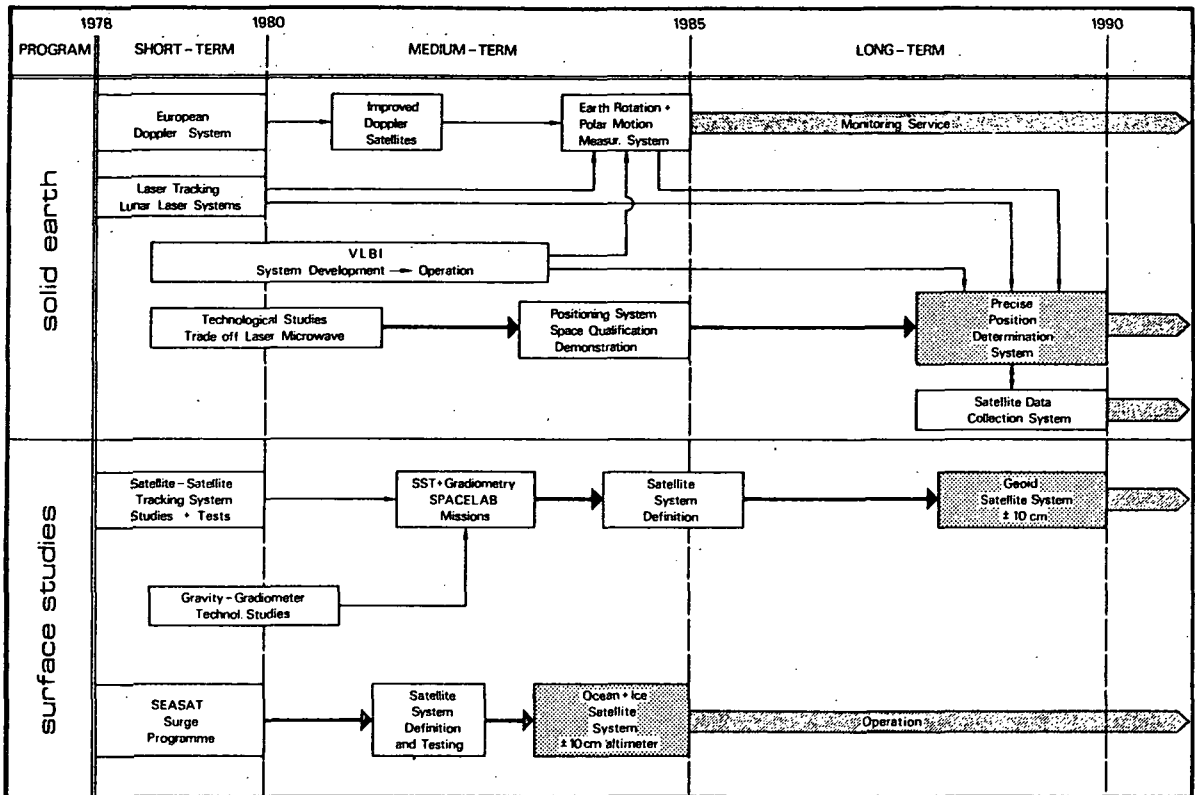 1978 1980 1985 1990
PROGRAM SHORT-TERM MEDIUM-TERM LONG-TERM
solid earth
European
Doppler System
Improved
Doppler
Satellites
Earth Rotation +
Polar Motion
Measur. System
Monitoring Service
Laser Tracking
Lunar Laser Systems
VLBI
System Development → Operation
Technological Studies
Trade off Laser Microwave
Positioning System
Space Qualification
Demonstration
Precise
Position
Determination
System
Satellite Data
Collection System
surface studies
Satellite-Satellite
Tracking System
Studies + Tests
SST+Gradiometry
SPACELAB
Missions
Satellite
System
Definition
Geoid
Satellite System
± 10 cm
Gravity-Gradiometer
Technol. Studies
SEASAT
Surge
Programme
Satellite
System
Definition
and Testing
Ocean + Ice
Satellite
System
±10cm altimeter
Operation